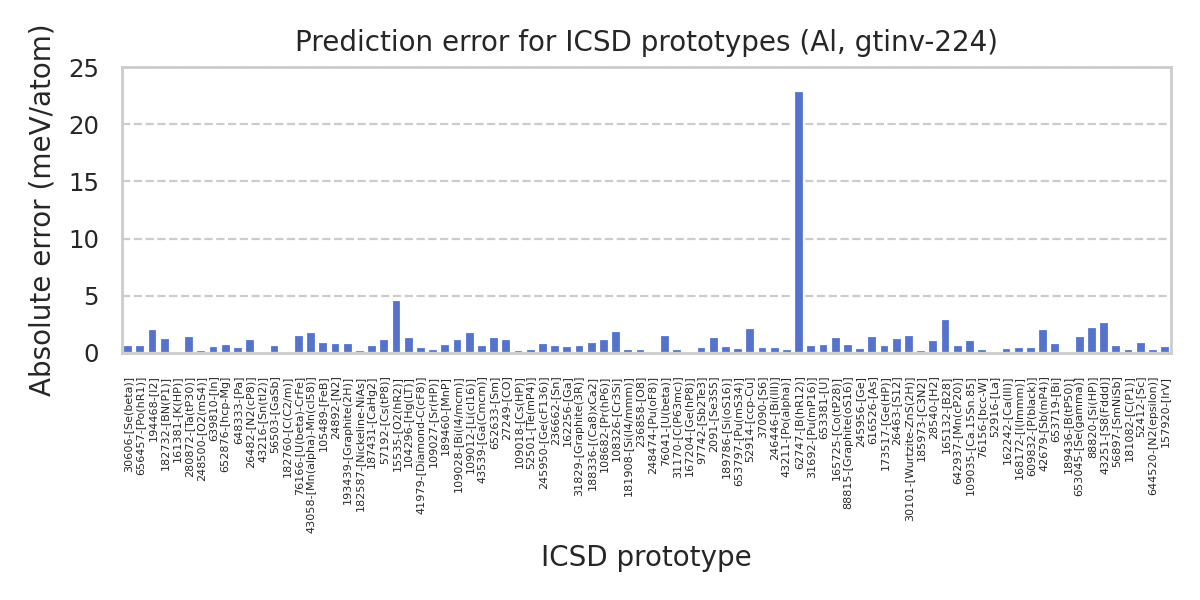 Prediction error for ICSD prototypes (Al, gtinv-224)
Absolute error (meV/atom)
25
20
15
10
5
0
30606-[Se(beta)]
656457-[Po(hR1)]
194468-[I2]
182732-[BN(P1)]
16381-[K(HP)]
280872-[Ta(tP30)]
248500-[O2(mS4)]
639810-[In]
652876-[hcp-Mg]
64833-[Pa]
26482-[N2(cP8)]
43216-[Sn(tI2)]
56503-[GaSb]
182760-[C(C2/m)]
76166-[U(beta)-CrFe]
43058-[Mn(alpha)-Mn(cI58)]
105489-[FeB]
24892-[N2]
193439-[Graphite(2H)]
182587-[Nickeline-NiAs]
187431-[CaHg2]
57192-[Cs(tP8)]
15535-[O2(hR2)]
104296-[Hg(LT)]
41979-[Diamond-C(cF8)]
109027-[Sr(HP)]
189460-[MnP]
109028-[Bi(I4/mcm)]
109012-[Li(cI16)]
43539-[Ga(Cmcm)]
652633-[Sm]
27249-[CO]
109018-[Cs(HP)]
52501-[Te(mP4)]
245950-[Ge(cF136)]
236662-[Sn]
162256-[Ga]
31829-[Graphite(3R)]
188336-[(Ca8)xCa2]
108682-[Pr(hP6)]
108326-[Cr3Si]
181908-[Si(I4/mmm)]
236858-[O8]
248474-[Pu(oF8)]
76041-[U(beta)]
31170-[C(P63mc)]
167204-[Ge(hP8)]
97742-[Sb2Te3]
2091-[Se3S5]
189786-[Si(oS16)]
653797-[Pu(mS34)]
52914-[ccp-Cu]
37090-[S6]
246446-[Bi(III)]
43211-[Po(alpha)]
62747-[B(hR12)]
31692-[Pu(mP16)]
653381-[U]
165725-[Co(tP28)]
88815-[Graphite(oS16)]
245956-[Ge]
616526-[As]
173517-[Ge(HP)]
26463-[S12]
30101-[Wurtzite-ZnS(2H)]
185973-[C3N2]
28540-[H2]
165132-[B28]
642937-[Mn(cP20)]
109035-[Ca.15Sn.85]
76156-[bcc-W]
52916-[La]
162242-[Ca(III)]
168172-[I(Immm)]
609832-[P(black)]
42679-[Sb(mP4)]
189436-[B(tP50)]
653719-[Bi]
653045-[Se(gamma)]
88820-[Si(HP)]
43251-[S8(Fddd)]
56897-[SmNiSb]
181082-[C(P1)]
52412-[Sc]
644520-[N2(epsilon)]
157920-[IrV]
ICSD prototype